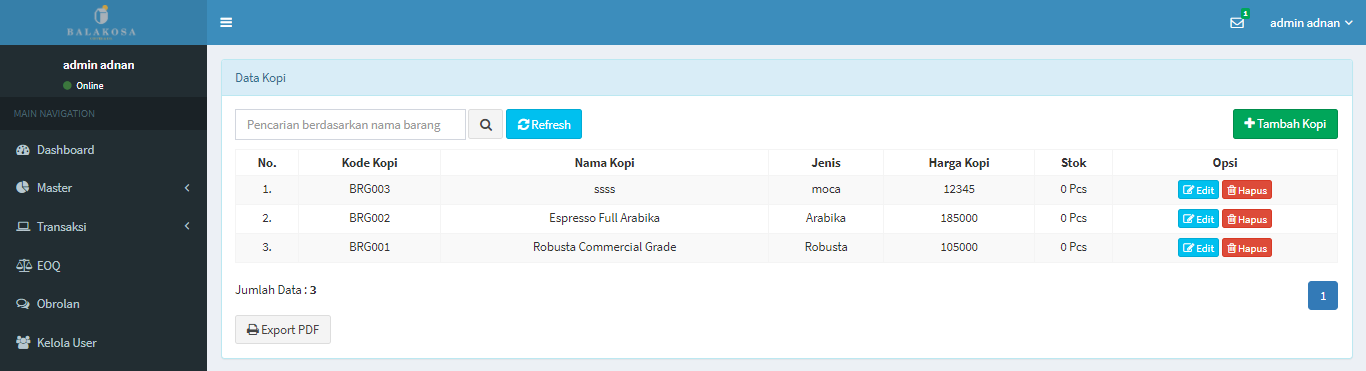 BALAKOSA
1
admin adnan
admin adnan
Online
MAIN NAVIGATION
Dashboard
Master
Transaksi
EOQ
Obrolan
Kelola User
Data Kopi
Pencarian berdasarkan nama barang
Refresh
Tambah Kopi
No. Kode Kopi Nama Kopi Jenis Harga Kopi Stok Opsi
1. BRG003 ssss moca 12345 0 Pcs Edit Hapus
2. BRG002 Espresso Full Arabika Arabika 185000 0 Pcs Edit Hapus
3. BRG001 Robusta Commercial Grade Robusta 105000 0 Pcs Edit Hapus
Jumlah Data : 3
1
Export PDF